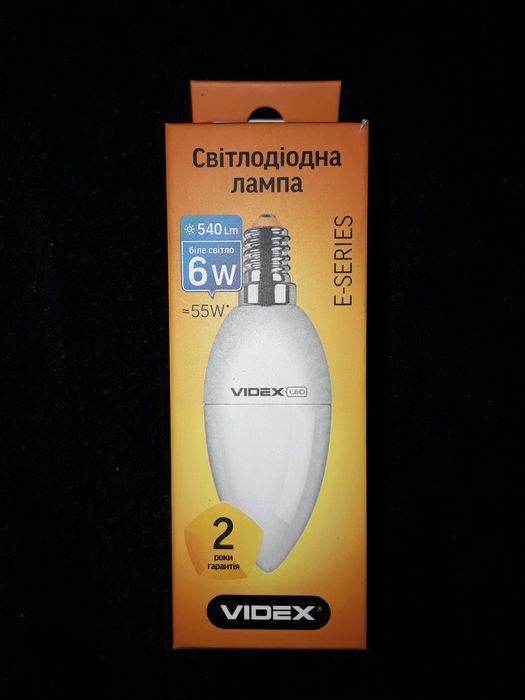 Світлодіодна
лампа
540 Lm
біле світло
6W
≈55W*
E-SERIES
VIDEX LED
2
роки
гарантія
VIDEX®